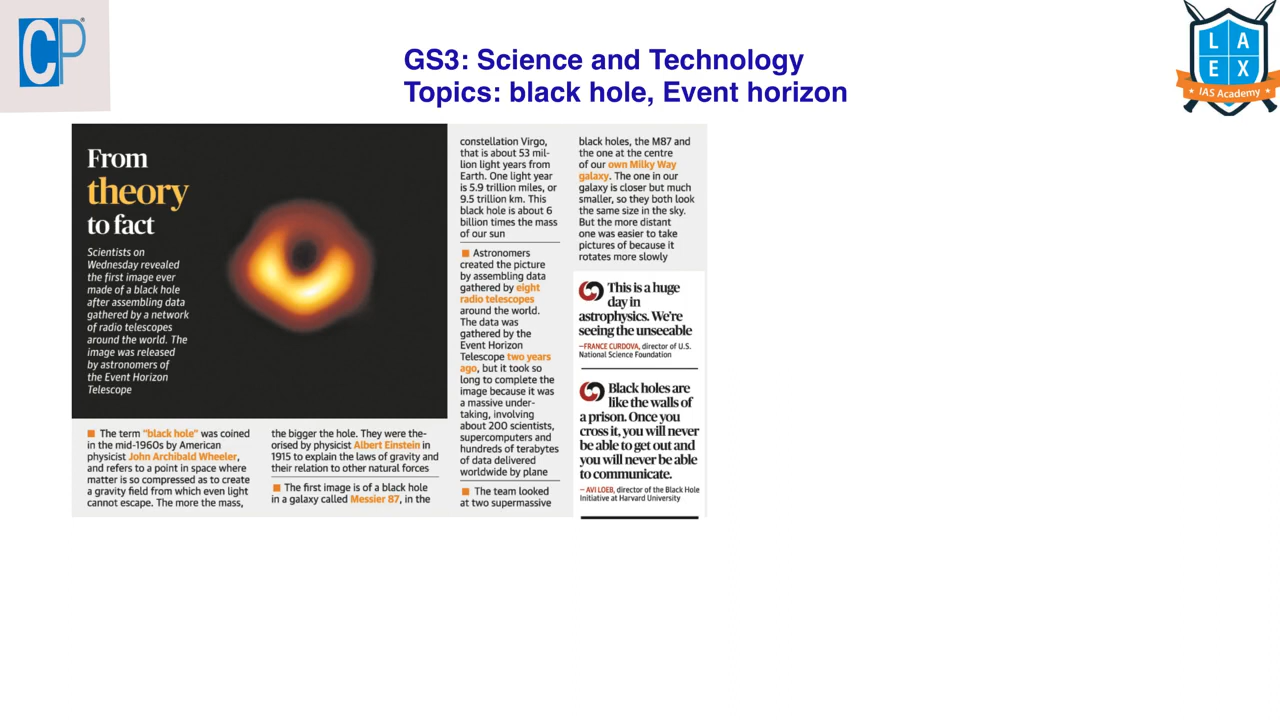 CP®
GS3: Science and Technology
Topics: black hole, Event horizon
L A
E X
IAS Academy
From
theory
to fact
Scientists on
Wednesday revealed
the first image ever
made of a black hole
after assembling data
gathered by a network
of radio telescopes
around the world. The
image was released
by astronomers of
the Event Horizon
Telescope
■ The term "black hole" was coined
in the mid-1960s by American
physicist John Archibald Wheeler,
and refers to a point in space where
matter is so compressed as to create
a gravity field from which even light
cannot escape. The more the mass,
the bigger the hole. They were the-
orised by physicist Albert Einstein in
1915 to explain the laws of gravity and
their relation to other natural forces
■ The first image is of a black hole
in a galaxy called Messier 87, in the
constellation Virgo,
that is about 53 mil-
lion light years from
Earth. One light year
is 5.9 trillion miles, or
9.5 trillion km. This
black hole is about 6
billion times the mass
of our sun
■ Astronomers
created the picture
by assembling data
gathered by eight
radio telescopes
around the world.
The data was
gathered by the
Event Horizon
Telescope two years
ago, but it took so
long to complete the
image because it was
a massive under-
taking, involving
about 200 scientists,
supercomputers and
hundreds of terabytes
of data delivered
worldwide by plane
■ The team looked
at two supermassive
black holes, the M87 and
the one at the centre
of our own Milky Way
galaxy. The one in our
galaxy is closer but much
smaller, so they both look
the same size in the sky.
But the more distant
one was easier to take
pictures of because it
rotates more slowly
This is a huge
day in
astrophysics. We're
seeing the unseeable
—FRANCE CURDOVA, director of U.S.
National Science Foundation
Black holes are
like the walls of
a prison. Once you
cross it, you will never
be able to get out and
you will never be able
to communicate.
— AVI LOEB, director of the Black Hole
Initiative at Harvard University